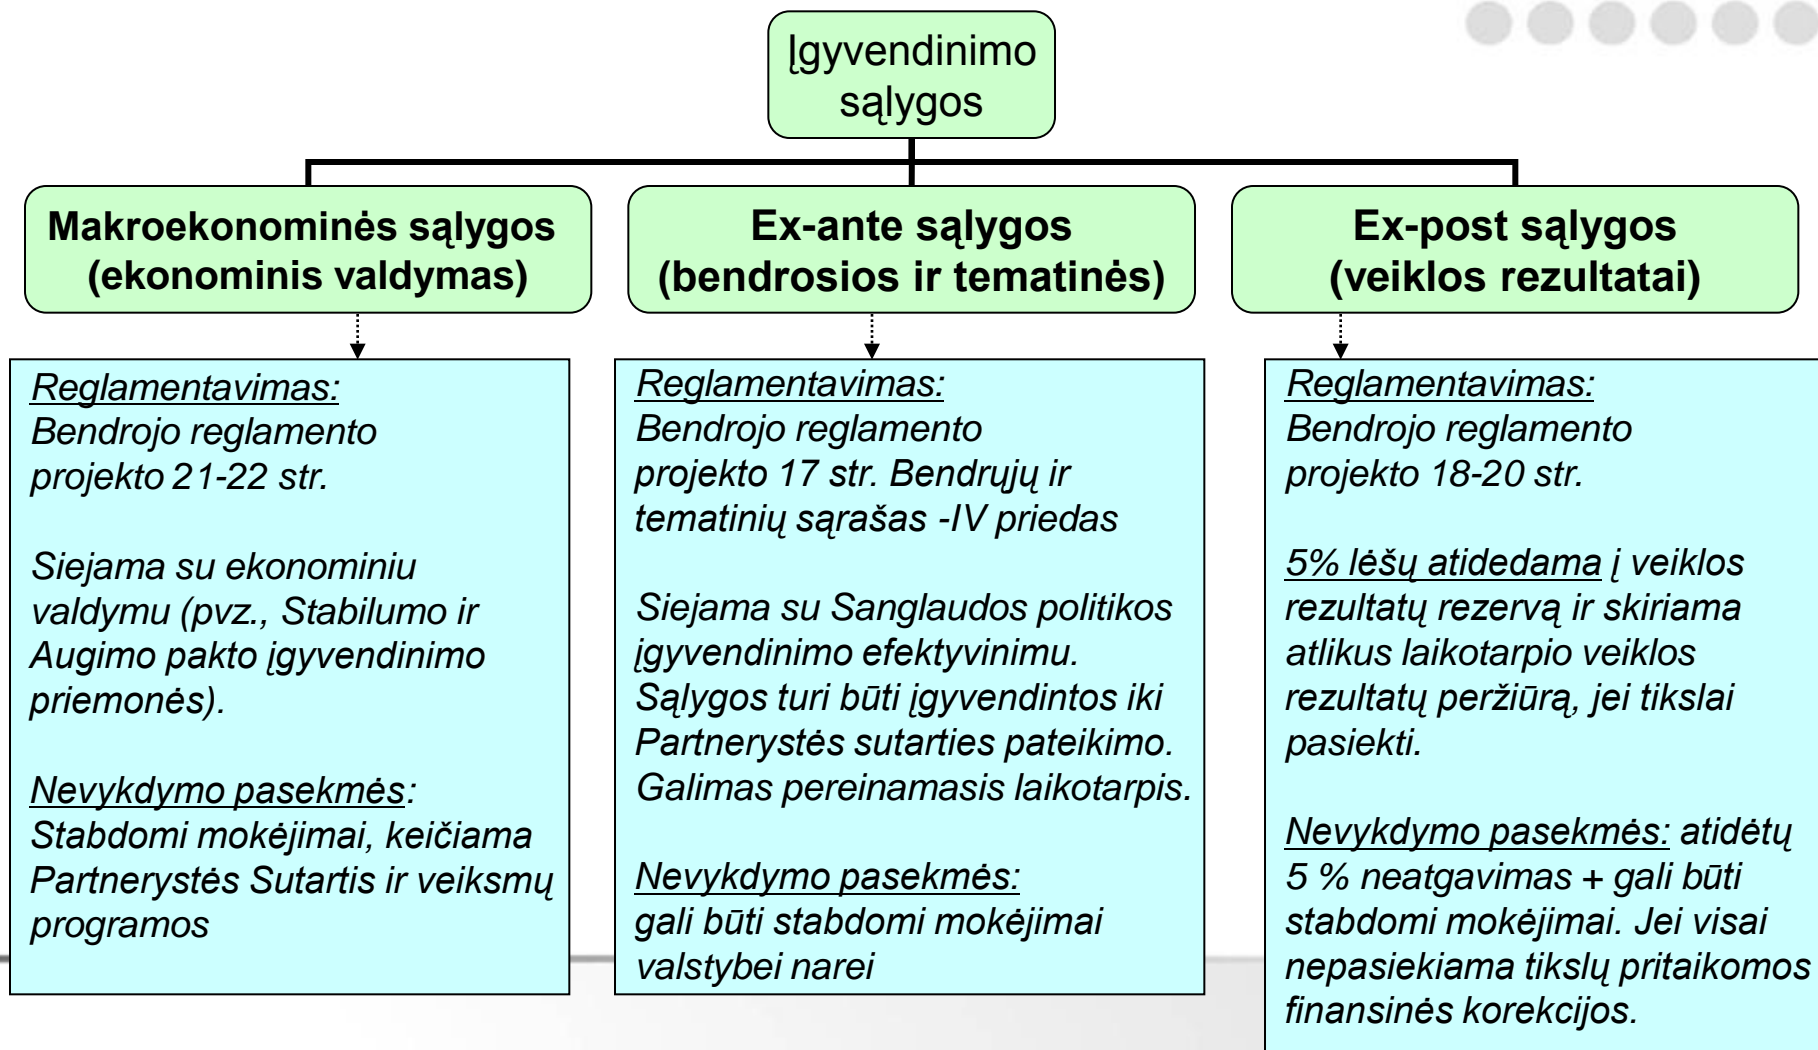 Įgyvendinimo
sąlygos
Makroekonominės sąlygos
(ekonominis valdymas)
Ex-ante sąlygos
(bendrosios ir tematinės)
Ex-post sąlygos
(veiklos rezultatai)
Reglamentavimas:
Bendrojo reglamento
projekto 21-22 str.
Siejama su ekonominiu
valdymu (pvz., Stabilumo ir
Augimo pakto įgyvendinimo
priemonės).
Nevykdymo pasekmės:
Stabdomi mokėjimai, keičiama
Partnerystės Sutartis ir veiksmų
programos
Reglamentavimas:
Bendrojo reglamento
projekto 17 str. Bendrųjų ir
tematinių sąrašas -IV priedas
Siejama su Sanglaudos politikos
įgyvendinimo efektyvinimu.
Sąlygos turi būti įgyvendintos iki
Partnerystės sutarties pateikimo.
Galimas pereinamasis laikotarpis.
Nevykdymo pasekmės:
gali būti stabdomi mokėjimai
valstybei narei
Reglamentavimas:
Bendrojo reglamento
projekto 18-20 str.
5% lėšų atidedama į veiklos
rezultatų rezervą ir skiriama
atlikus laikotarpio veiklos
rezultatų peržiūrą, jei tikslai
pasiekti.
Nevykdymo pasekmės: atidėtų
5 % neatgavimas + gali būti
stabdomi mokėjimai. Jei visai
nepasiekiama tikslų pritaikomos
finansinės korekcijos.